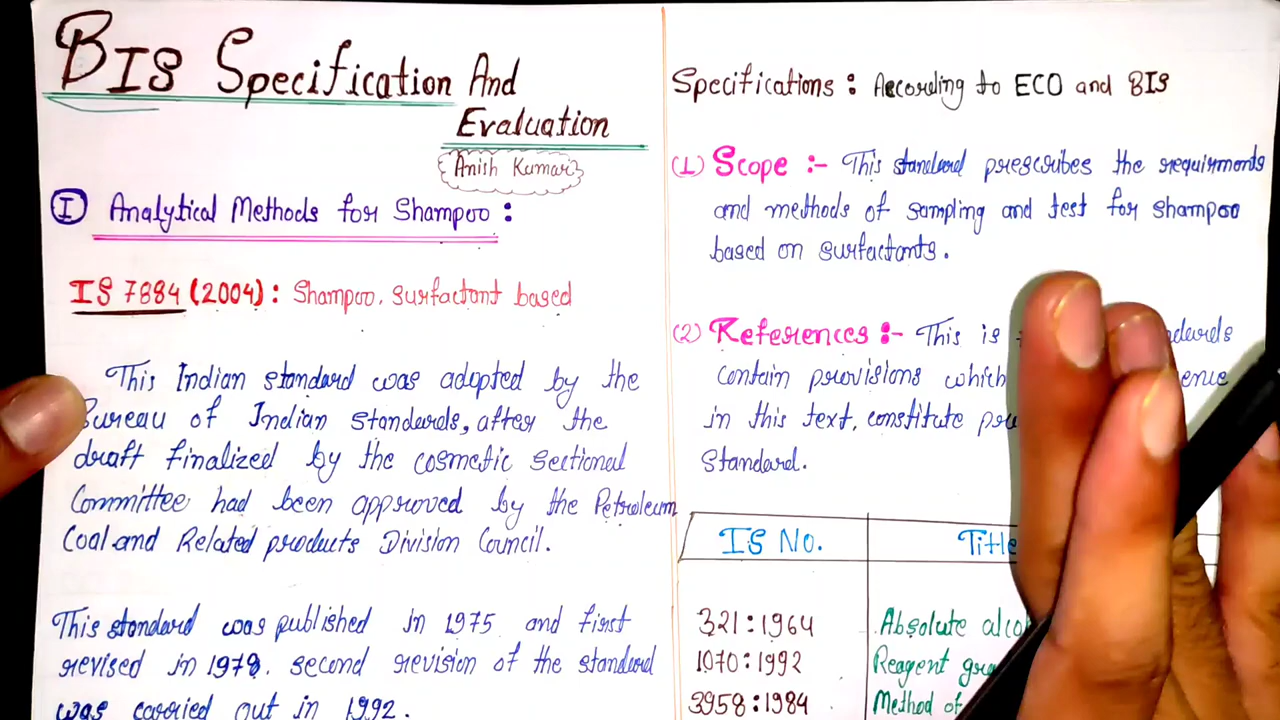 BIS Specification And
Evaluation
Anish Kumar
I Analytical Methods for Shampoo :
IS 7884 (2004) : Shampoo, surfactant based
This Indian standard was adopted by the
Bureau of Indian Standards, after the
draft finalized by the cosmetic sectional
Committee had been approved by the Petroleum
Coal and Related products Division Council.
This standard was published in 1975 and first
revised in 1978. second revision of the standard
was carried out in 1992.
Specifications : According to ECO and BIS
(1) Scope :- This standard prescribes the requirments
and methods of sampling and test for shampoo
based on surfactants.
(2) References :- This is
contain provisions which
in this text, constitute
Standard.
IS No. Title
321 : 1964 Absolute
1070 : 1992 Reagent
3958 : 1984 Method of